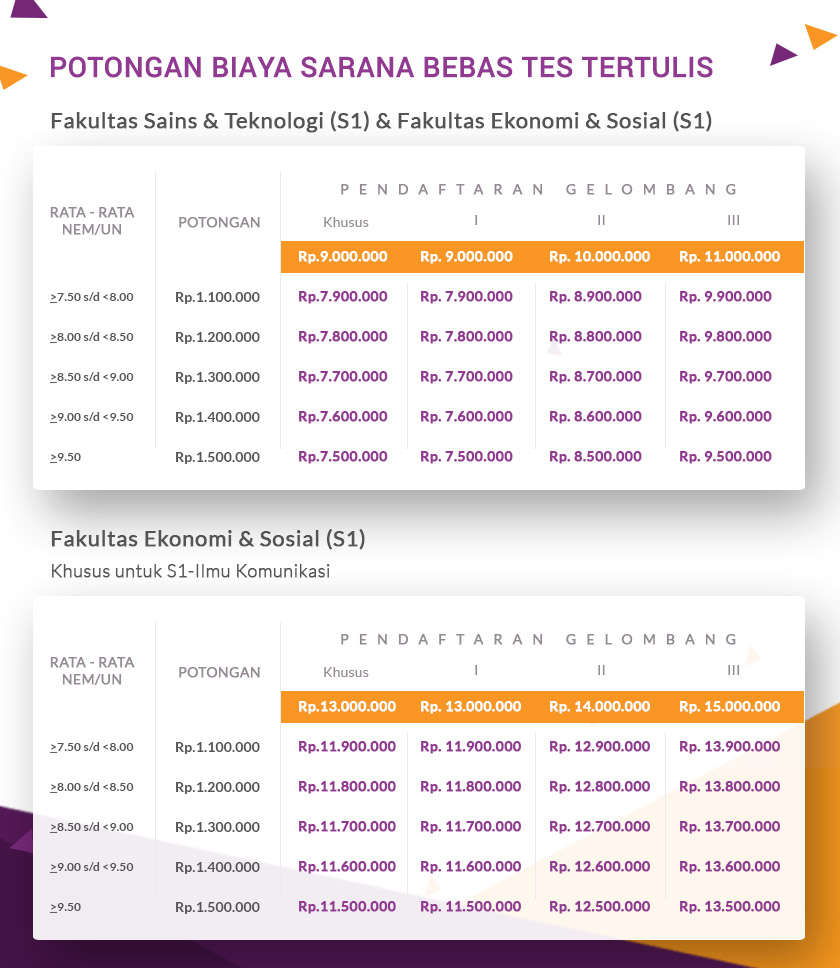 POTONGAN BIAYA SARANA BEBAS TES TERTULIS
Fakultas Sains & Teknologi (S1) & Fakultas Ekonomi & Sosial (S1)
RATA - RATA NEM/UN POTONGAN PENDAFTARAN GELOMBANG
Khusus I II III
Rp.9.000.000 Rp. 9.000.000 Rp. 10.000.000 Rp. 11.000.000
≥7.50 s/d <8.00 Rp.1.100.000 Rp.7.900.000 Rp. 7.900.000 Rp. 8.900.000 Rp. 9.900.000
≥8.00 s/d <8.50 Rp.1.200.000 Rp.7.800.000 Rp. 7.800.000 Rp. 8.800.000 Rp. 9.800.000
≥8.50 s/d <9.00 Rp.1.300.000 Rp.7.700.000 Rp. 7.700.000 Rp. 8.700.000 Rp. 9.700.000
≥9.00 s/d <9.50 Rp.1.400.000 Rp.7.600.000 Rp. 7.600.000 Rp. 8.600.000 Rp. 9.600.000
≥9.50 Rp.1.500.000 Rp.7.500.000 Rp. 7.500.000 Rp. 8.500.000 Rp. 9.500.000
Fakultas Ekonomi & Sosial (S1)
Khusus untuk S1-Ilmu Komunikasi
RATA - RATA NEM/UN POTONGAN PENDAFTARAN GELOMBANG
Khusus I II III
Rp.13.000.000 Rp. 13.000.000 Rp. 14.000.000 Rp. 15.000.000
≥7.50 s/d <8.00 Rp.1.100.000 Rp.11.900.000 Rp. 11.900.000 Rp. 12.900.000 Rp. 13.900.000
≥8.00 s/d <8.50 Rp.1.200.000 Rp.11.800.000 Rp. 11.800.000 Rp. 12.800.000 Rp. 13.800.000
≥8.50 s/d <9.00 Rp.1.300.000 Rp.11.700.000 Rp. 11.700.000 Rp. 12.700.000 Rp. 13.700.000
≥9.00 s/d <9.50 Rp.1.400.000 Rp.11.600.000 Rp. 11.600.000 Rp. 12.600.000 Rp. 13.600.000
≥9.50 Rp.1.500.000 Rp.11.500.000 Rp. 11.500.000 Rp. 12.500.000 Rp. 13.500.000